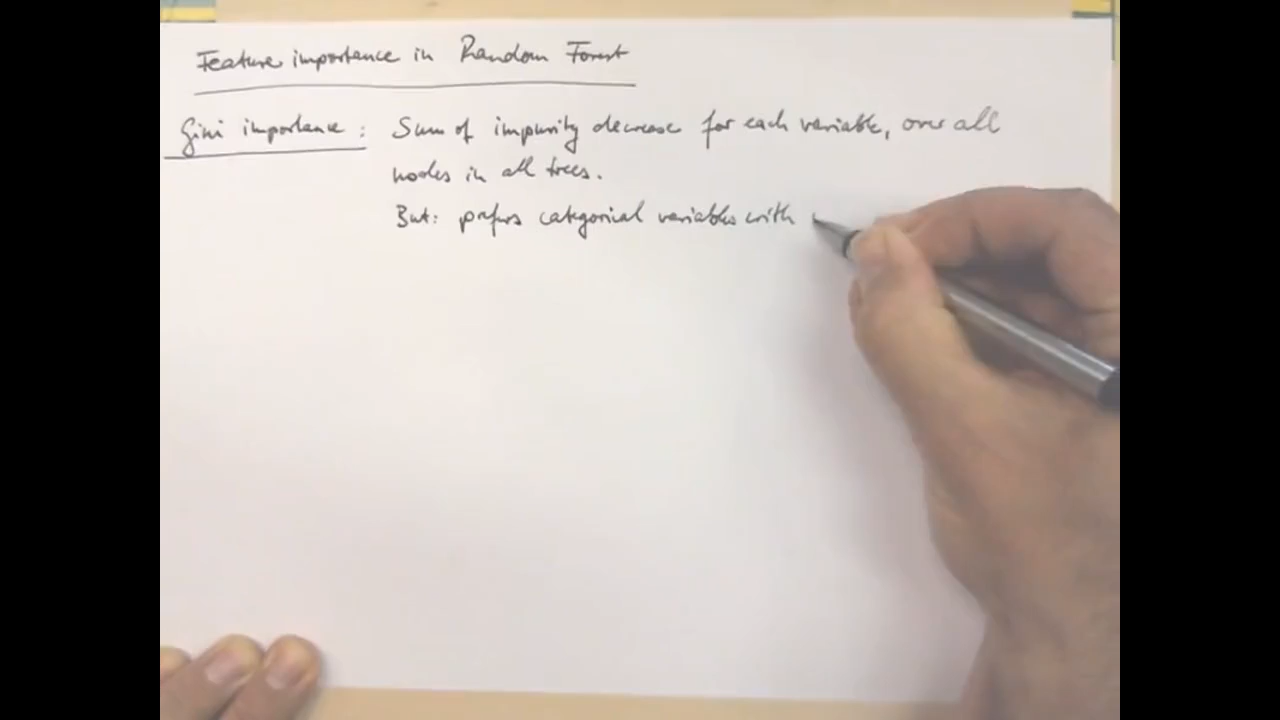 Feature importance in Random Forest
Gini importance: Sum of impurity decrease for each variable, over all
nodes in all trees.
But: prefers categorical variables with